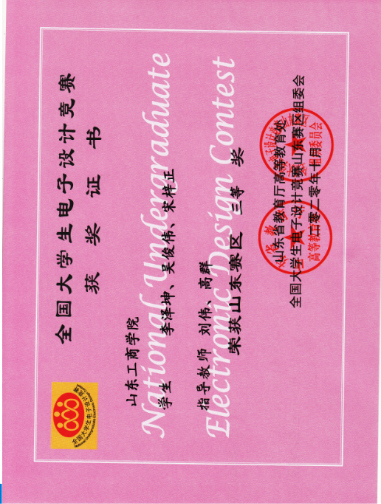 全国大学生电子设计竞赛
获奖证书
National Undergraduate
Electronic Design Contest
山东工商学院
学生 李泽坤、吴俊伟、宋梓正
指导教师 刘伟、高群
荣获山东赛区 三等 奖
山东省教育厅高等教育处
全国大学生电子设计竞赛山东赛区组委会
二零二零年十月